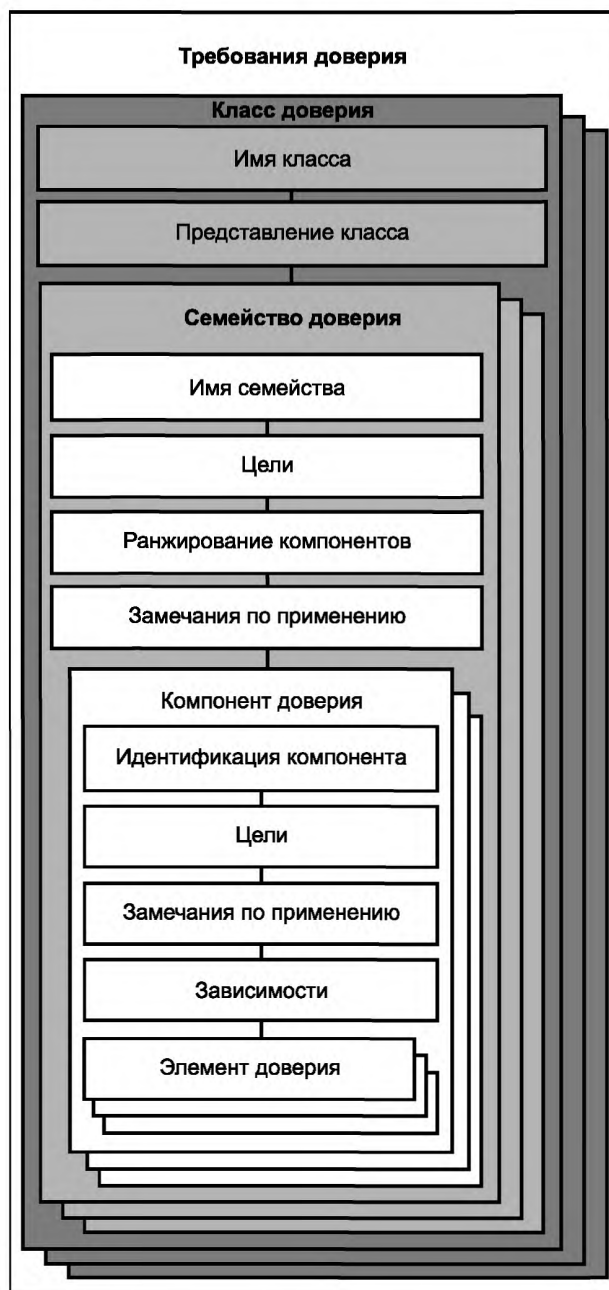 Требования доверия
Класс доверия
Имя класса
Представление класса
Семейство доверия
Имя семейства
Цели
Ранжирование компонентов
Замечания по применению
Компонент доверия
Идентификация компонента
Цели
Замечания по применению
Зависимости
Элемент доверия